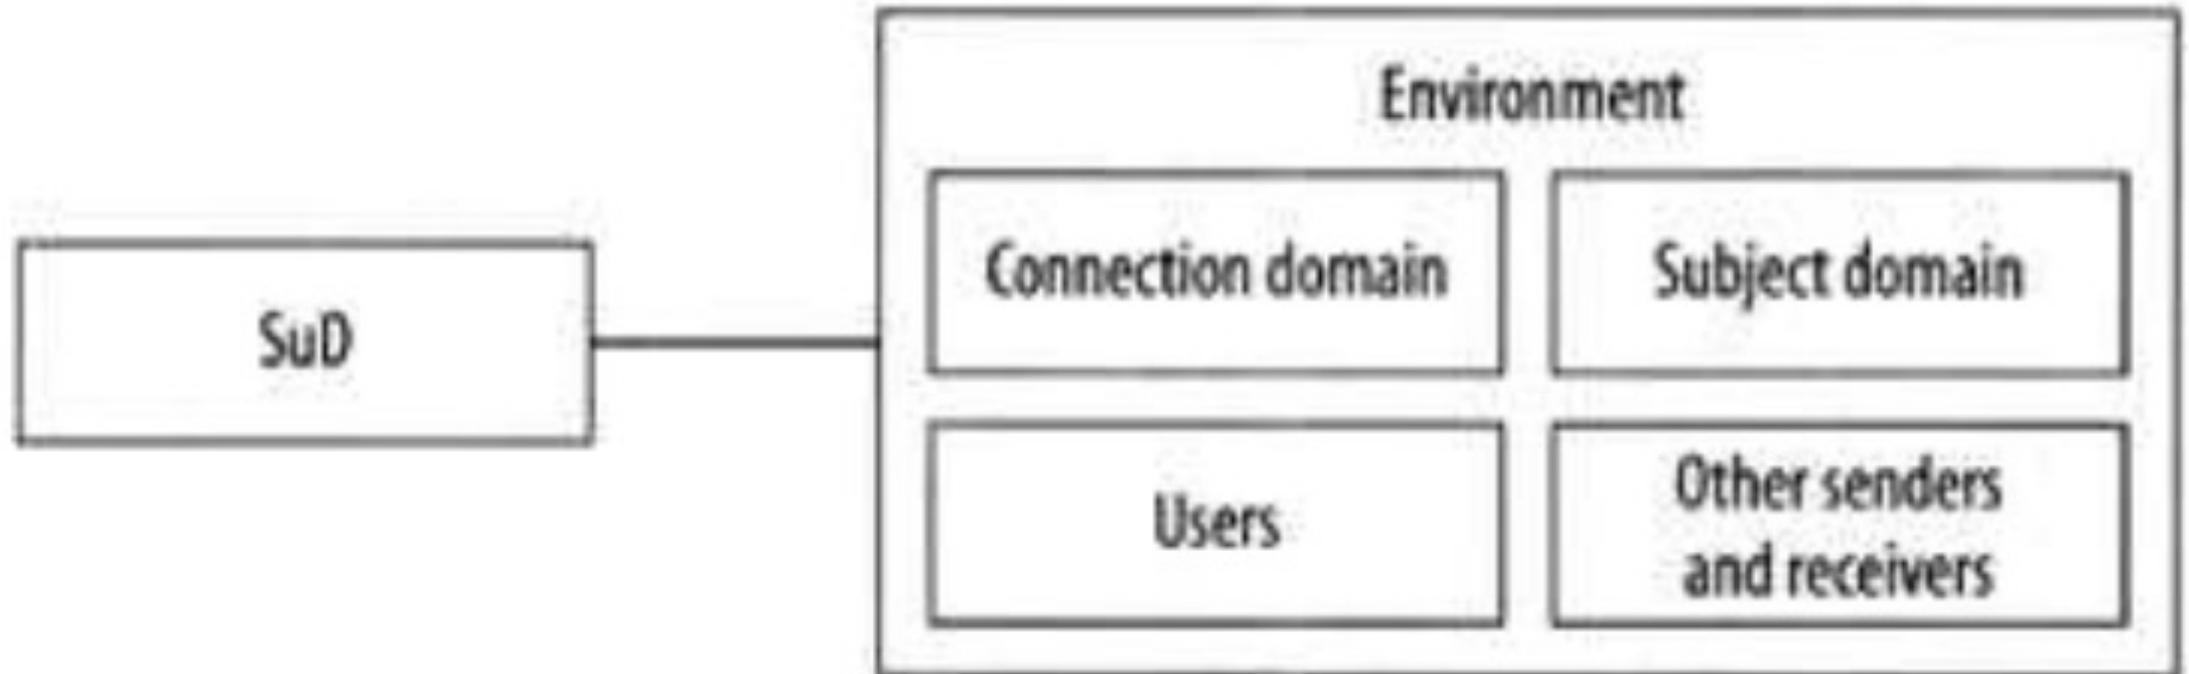 Environment
Connection domain
Subject domain
SuD
Users
Other senders
and receivers